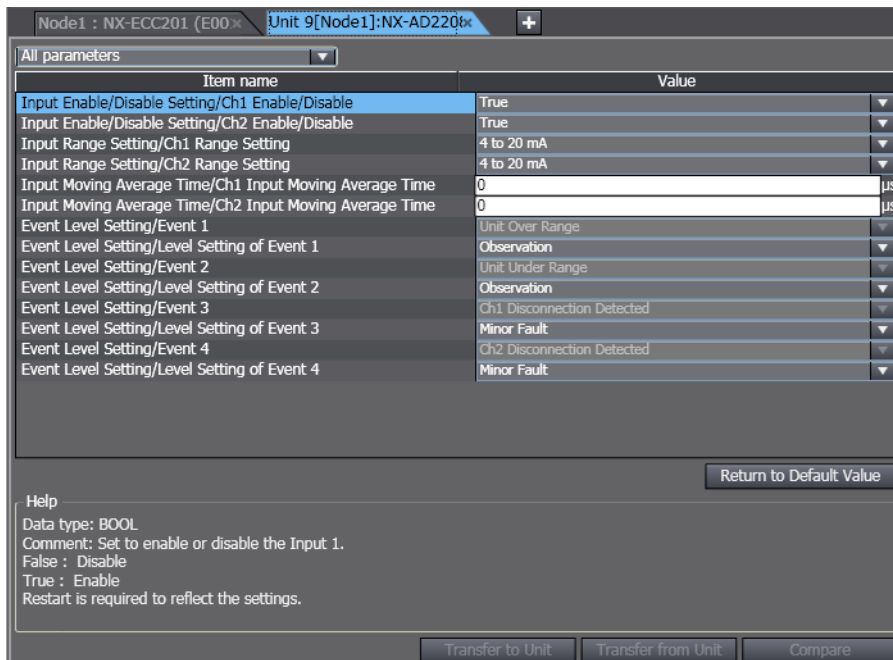 Node1 : NX-ECC201 (E00 Unit 9[Node1]:NX-AD2208
All parameters
Item name Value
Input Enable/Disable Setting/Ch1 Enable/Disable True
Input Enable/Disable Setting/Ch2 Enable/Disable True
Input Range Setting/Ch1 Range Setting 4 to 20 mA
Input Range Setting/Ch2 Range Setting 4 to 20 mA
Input Moving Average Time/Ch1 Input Moving Average Time 0 µs
Input Moving Average Time/Ch2 Input Moving Average Time 0 µs
Event Level Setting/Event 1 Unit Over Range
Event Level Setting/Level Setting of Event 1 Observation
Event Level Setting/Event 2 Unit Under Range
Event Level Setting/Level Setting of Event 2 Observation
Event Level Setting/Event 3 Ch1 Disconnection Detected
Event Level Setting/Level Setting of Event 3 Minor Fault
Event Level Setting/Event 4 Ch2 Disconnection Detected
Event Level Setting/Level Setting of Event 4 Minor Fault
Return to Default Value
Help
Data type: BOOL
Comment: Set to enable or disable the Input 1.
False : Disable
True : Enable
Restart is required to reflect the settings.
Transfer to Unit Transfer from Unit Compare